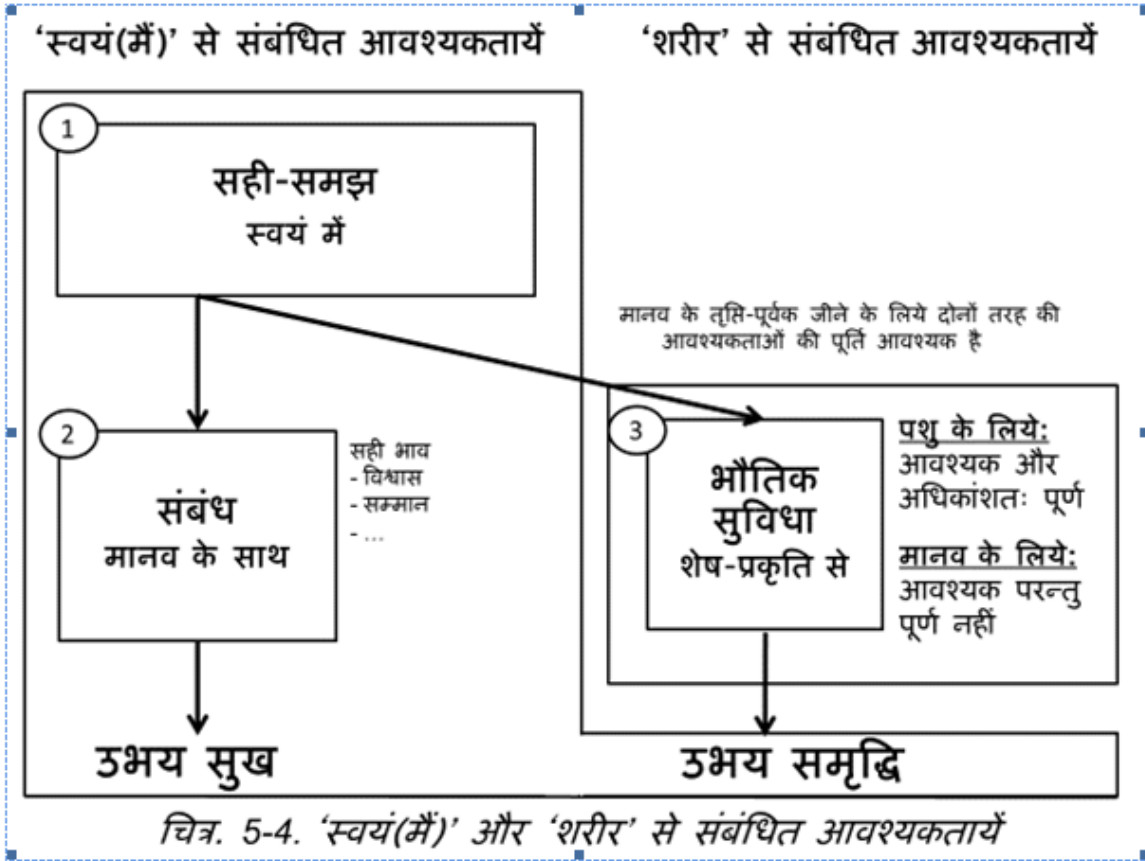 ‘स्वयं(मैं)’ से संबंधित आवश्यकतायें
‘शरीर’ से संबंधित आवश्यकतायें
1
सही-समझ
स्वयं में
मानव के तृप्ति-पूर्वक जीने के लिये दोनों तरह की
आवश्यकताओं की पूर्ति आवश्यक है
2
संबंध
मानव के साथ
सही भाव
- विश्वास
- सम्मान
- ...
3
भौतिक
सुविधा
शेष-प्रकृति से
पशु के लिये:
आवश्यक और
अधिकांशतः पूर्ण
मानव के लिये:
आवश्यक परन्तु
पूर्ण नहीं
उभय सुख
उभय समृद्धि
चित्र. 5-4. ‘स्वयं(मैं)’ और ‘शरीर’ से संबंधित आवश्यकतायें